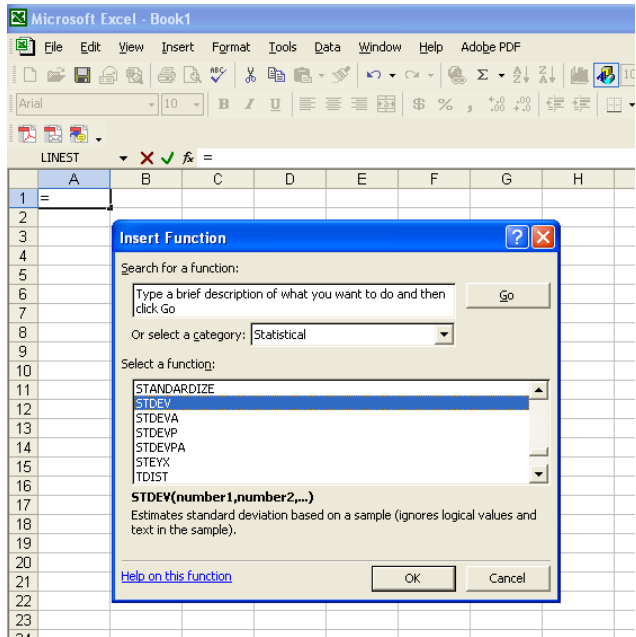 Microsoft Excel - Book1
File Edit View Insert Format Tools Data Window Help Adobe PDF
ABC Σ A Z Z A 10
Arial 10 B I U $ % , .00 .00
LINEST fx =
A B C D E F G H
1 =
2
3
4
5
6
7
8
9
10
11
12
13
14
15
16
17
18
19
20
21
22
23
Insert Function
Search for a function:
Type a brief description of what you want to do and then
click Go
Go
Or select a category: Statistical
Select a function:
STANDARDIZE
STDEV
STDEVA
STDEVP
STDEVPA
STEYX
TDIST
STDEV(number1,number2,...)
Estimates standard deviation based on a sample (ignores logical values and
text in the sample).
Help on this function OK Cancel